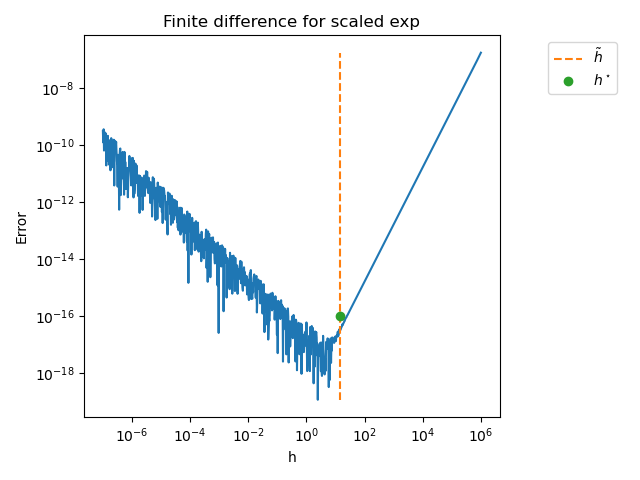 Finite difference for scaled exp
h̃
h⋆
Error
10⁻⁸
10⁻¹⁰
10⁻¹²
10⁻¹⁴
10⁻¹⁶
10⁻¹⁸
10⁻⁶ 10⁻⁴ 10⁻² 10⁰ 10² 10⁴ 10⁶
h